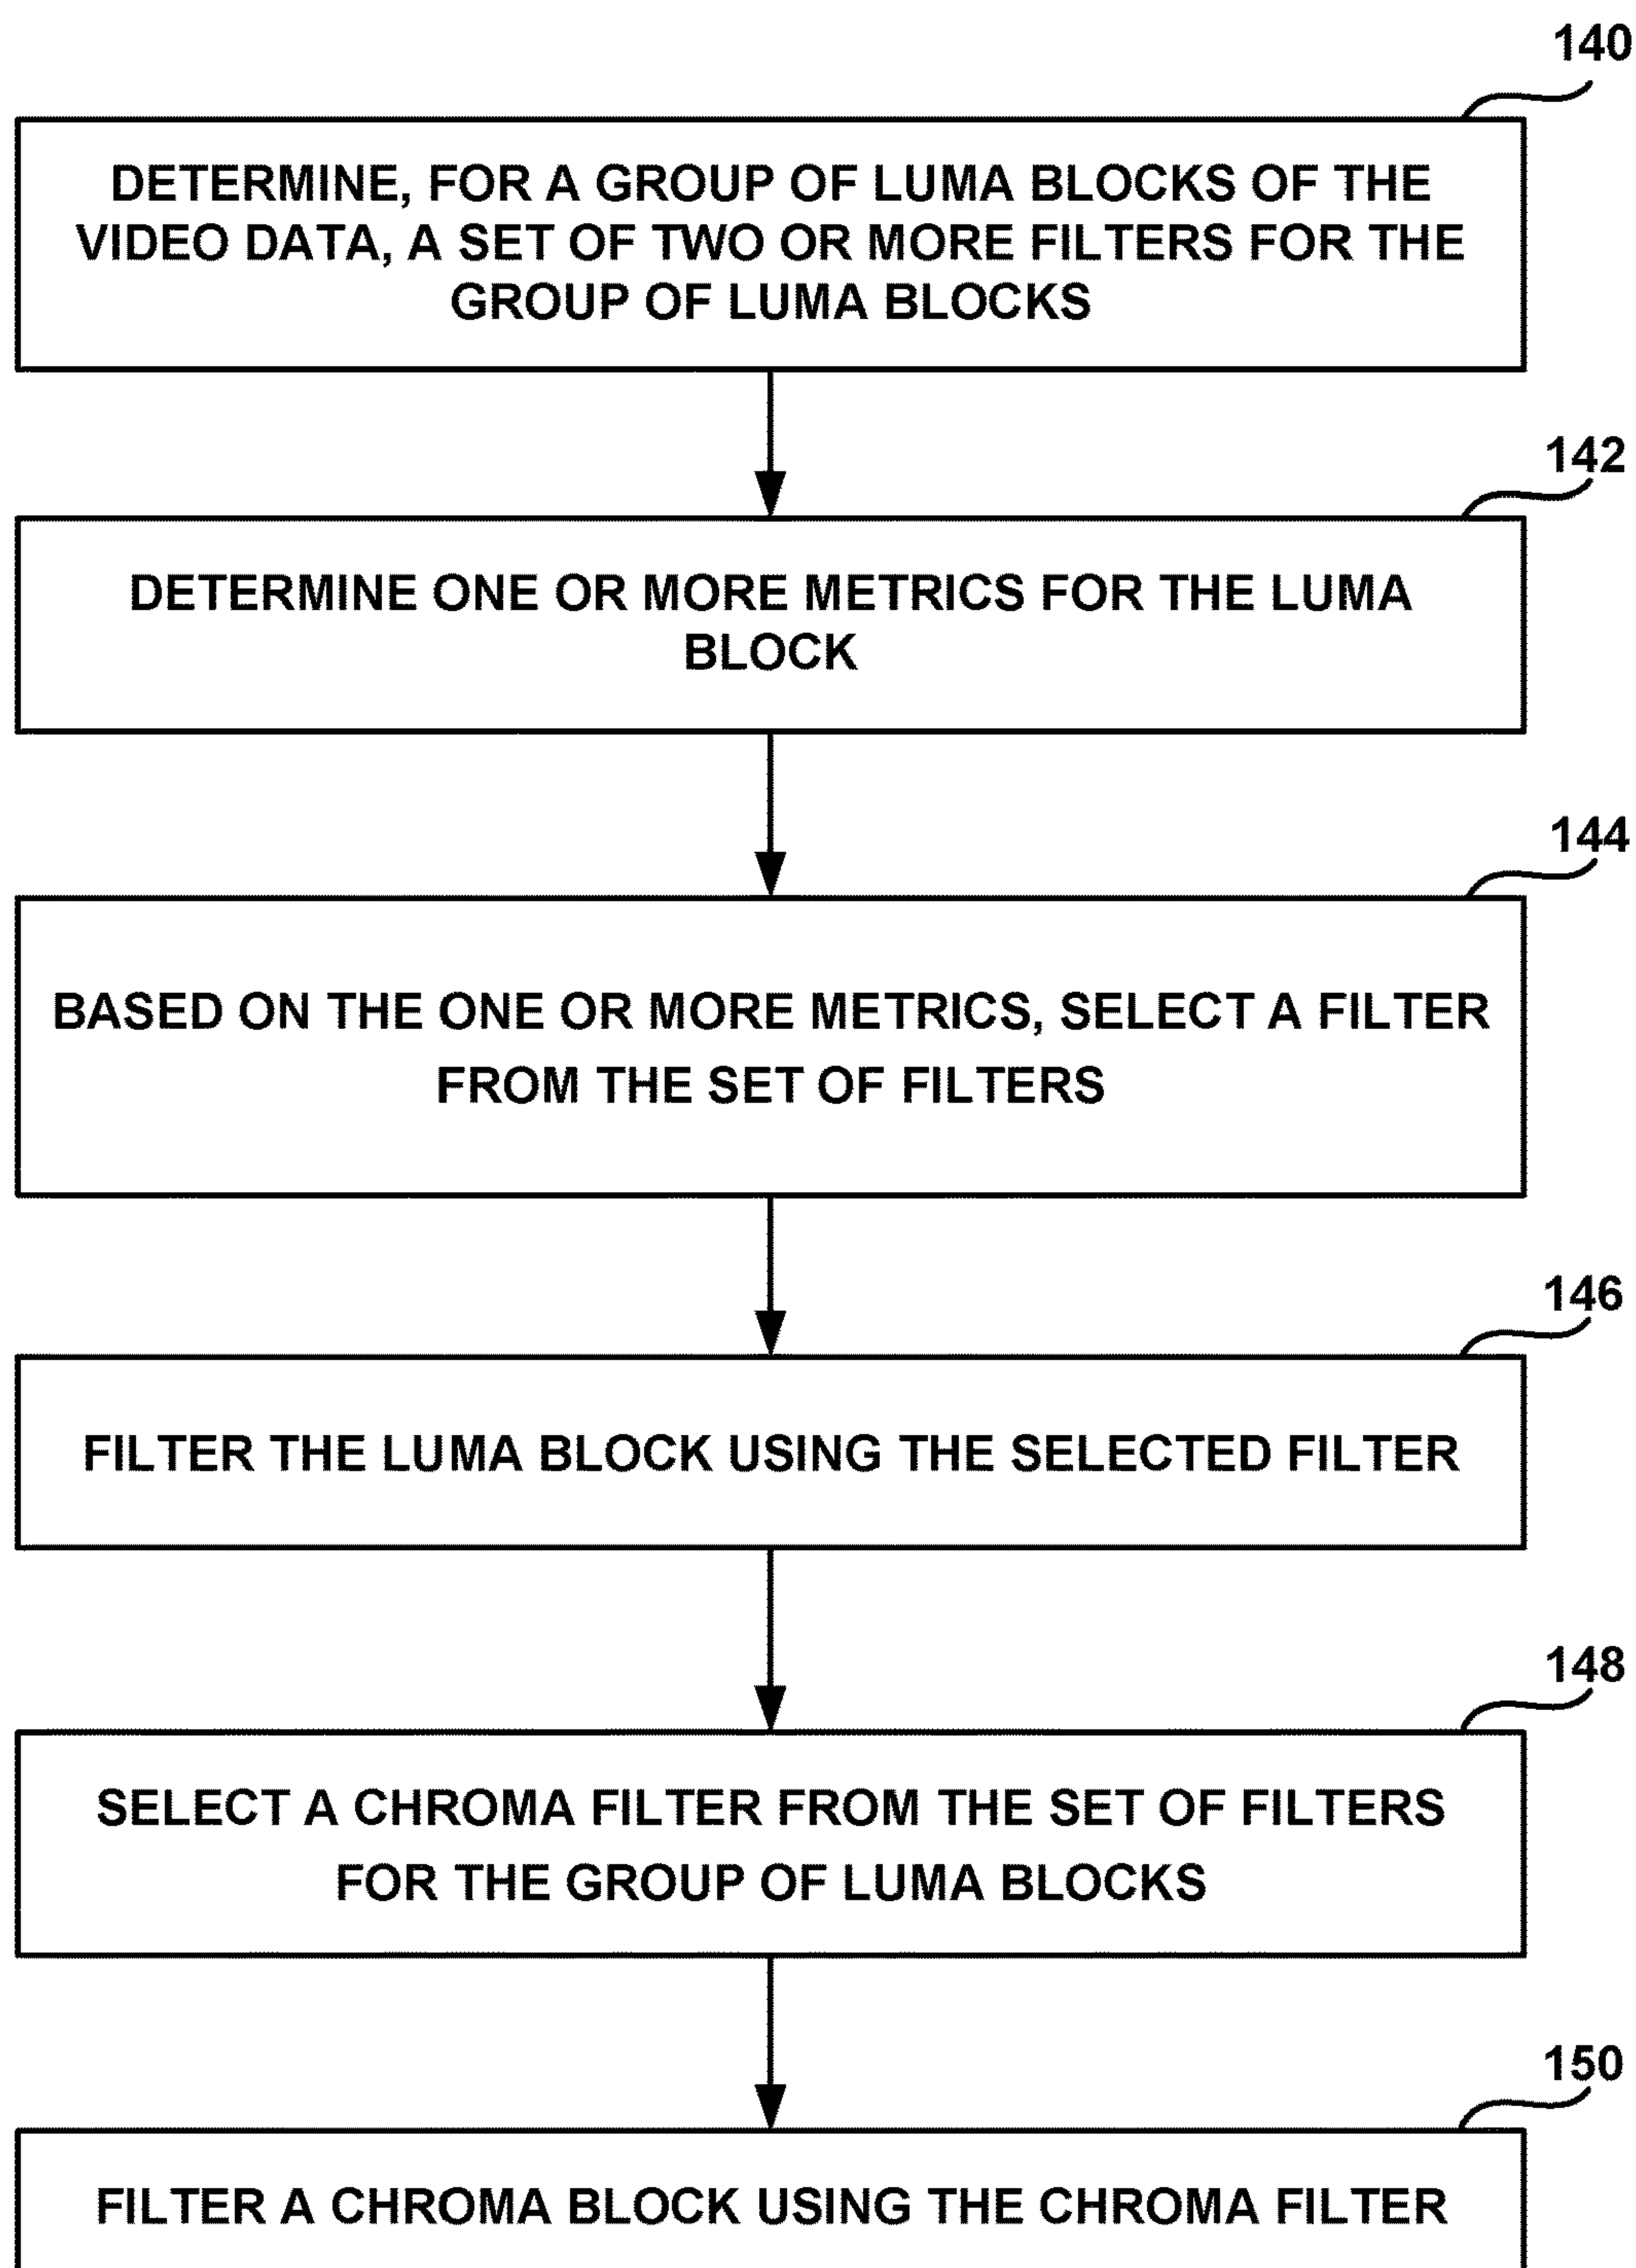 140
DETERMINE, FOR A GROUP OF LUMA BLOCKS OF THE
VIDEO DATA, A SET OF TWO OR MORE FILTERS FOR THE
GROUP OF LUMA BLOCKS
142
DETERMINE ONE OR MORE METRICS FOR THE LUMA
BLOCK
144
BASED ON THE ONE OR MORE METRICS, SELECT A FILTER
FROM THE SET OF FILTERS
146
FILTER THE LUMA BLOCK USING THE SELECTED FILTER
148
SELECT A CHROMA FILTER FROM THE SET OF FILTERS
FOR THE GROUP OF LUMA BLOCKS
150
FILTER A CHROMA BLOCK USING THE CHROMA FILTER